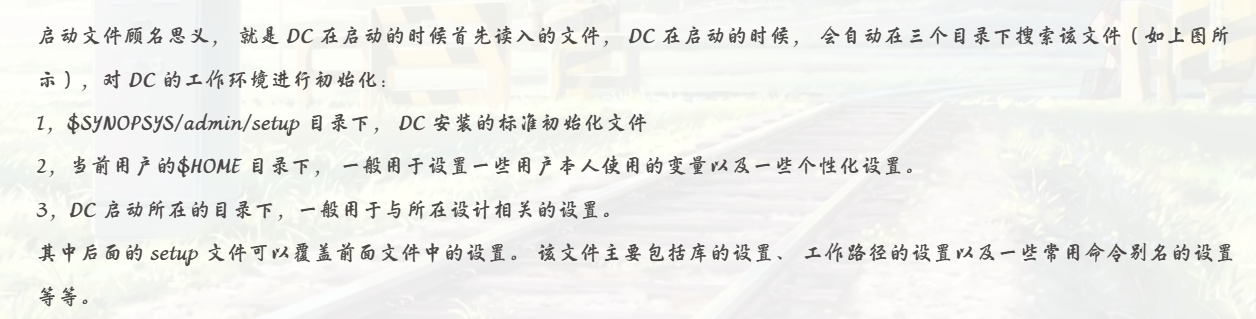 启动文件顾名思义， 就是 DC 在启动的时候首先读入的文件， DC 在启动的时候， 会自动在三个目录下搜索该文件（如上图所
示），对 DC 的工作环境进行初始化：
1，$SYNOPSYS/admin/setup 目录下， DC 安装的标准初始化文件
2，当前用户的$HOME 目录下， 一般用于设置一些用户本人使用的变量以及一些个性化设置。
3，DC 启动所在的目录下，一般用于与所在设计相关的设置。
其中后面的 setup 文件可以覆盖前面文件中的设置。 该文件主要包括库的设置、 工作路径的设置以及一些常用命令别名的设置
等等。